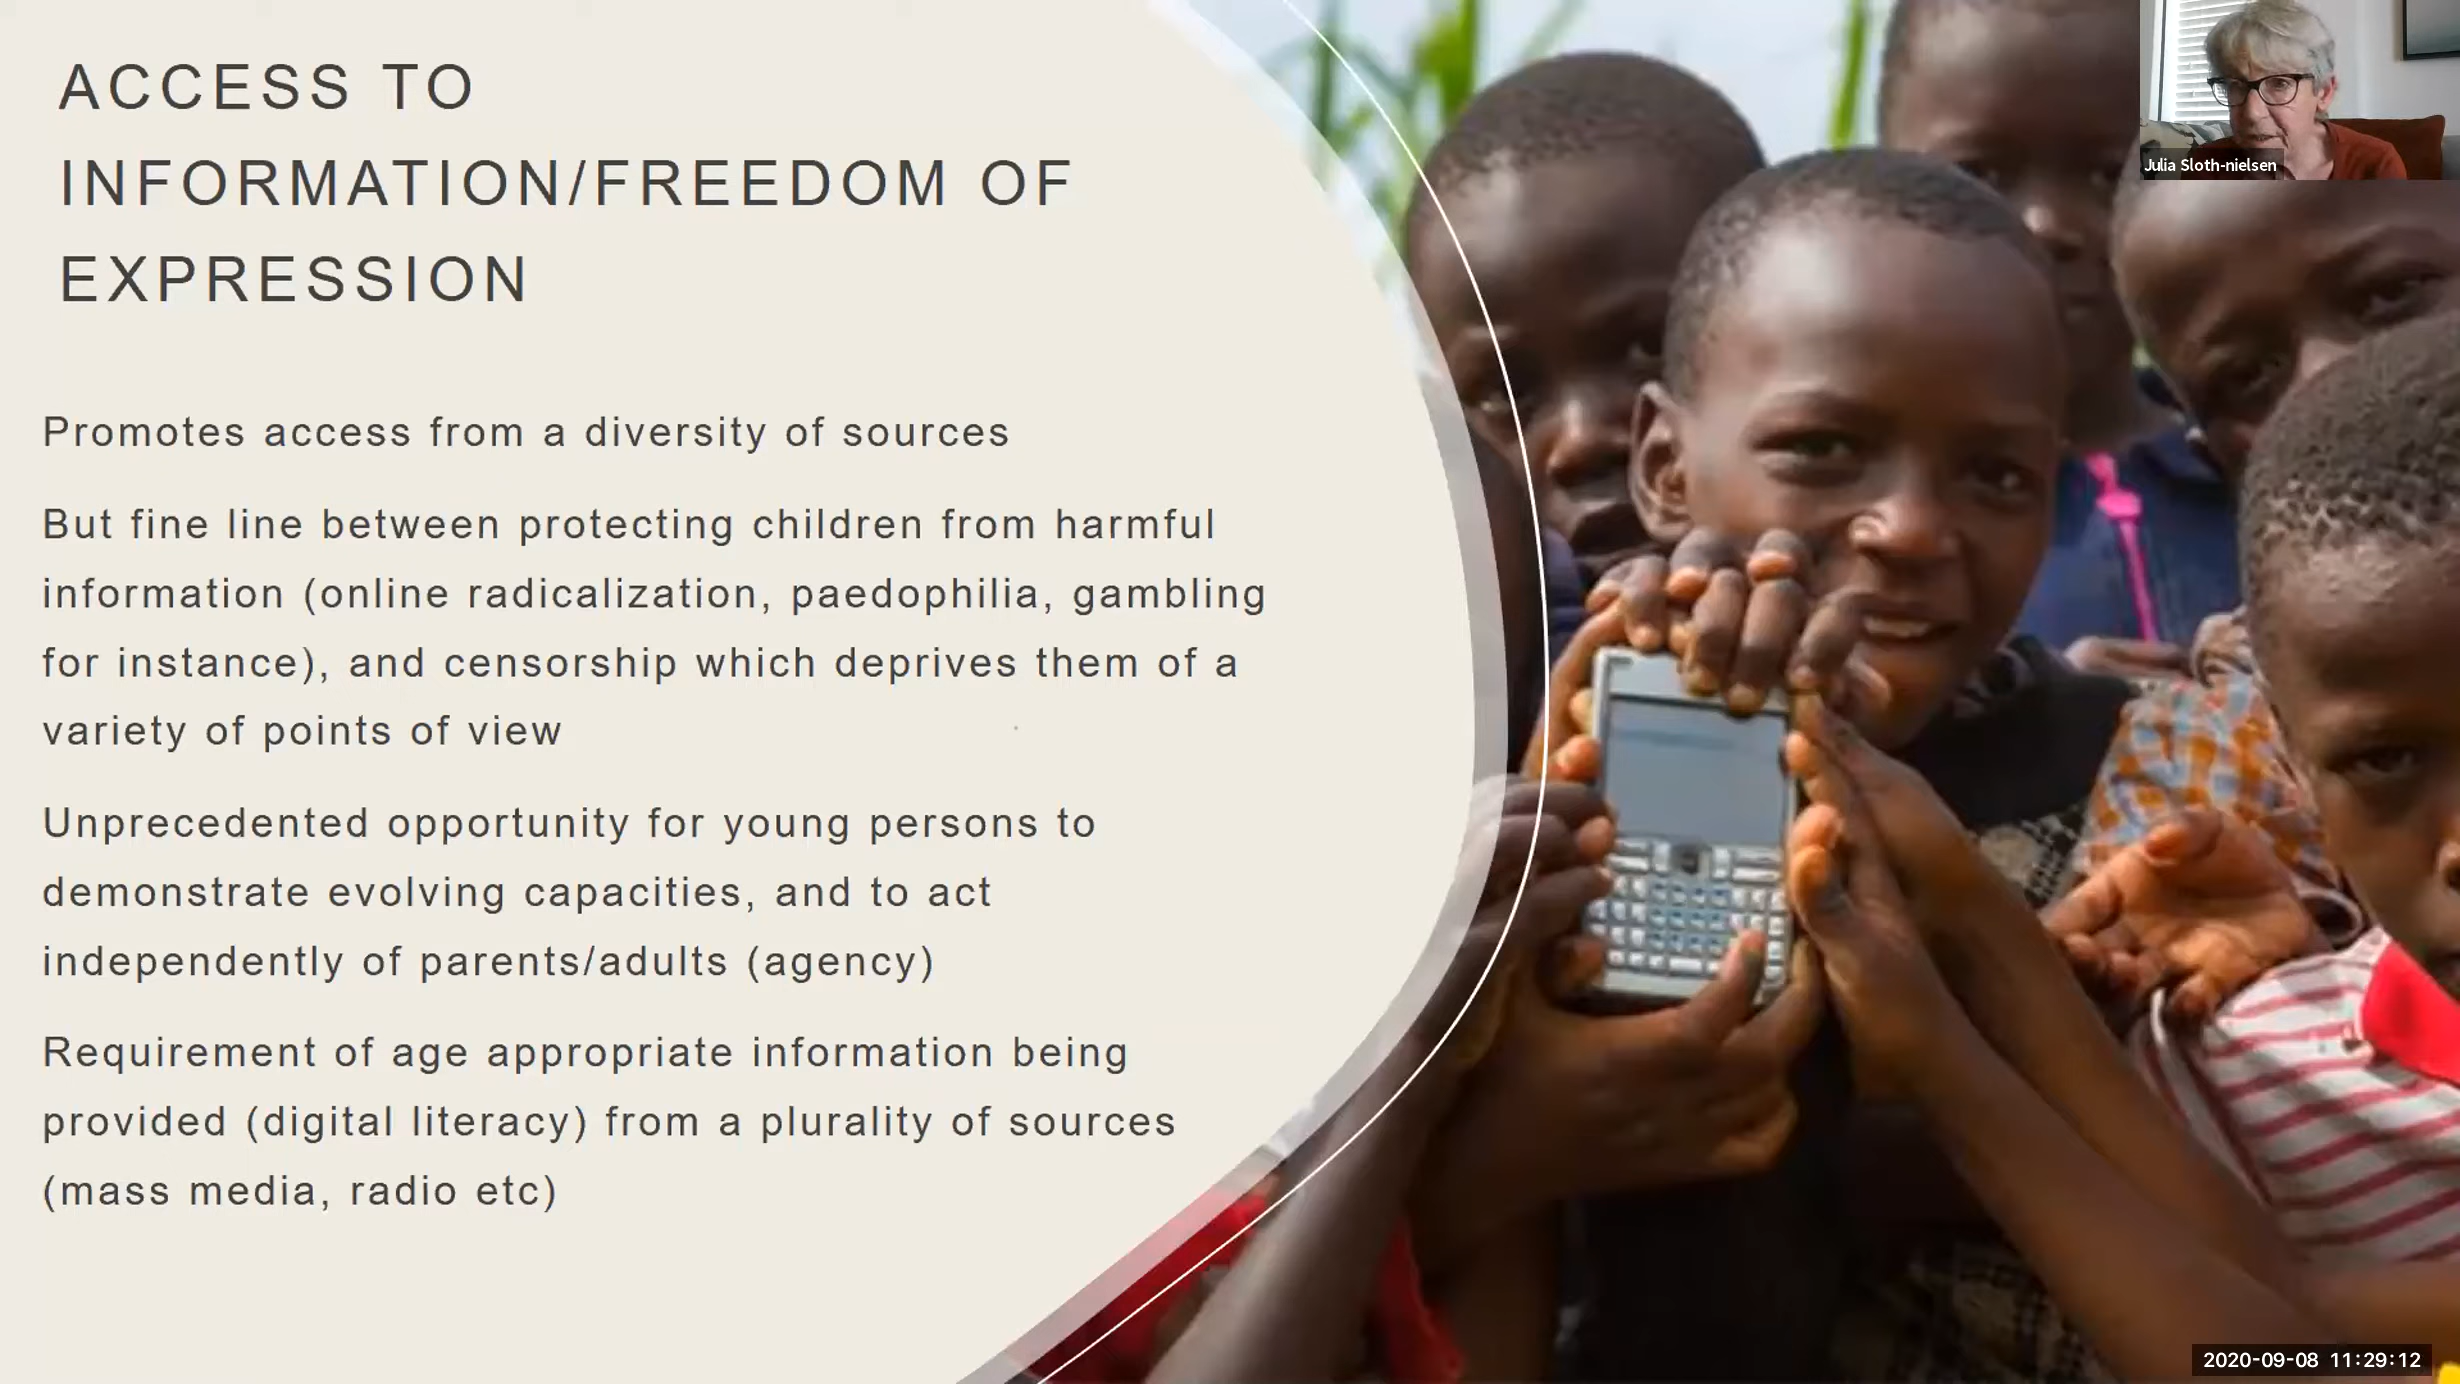 ACCESS TO
INFORMATION/FREEDOM OF
EXPRESSION
Promotes access from a diversity of sources
But fine line between protecting children from harmful
information (online radicalization, paedophilia, gambling
for instance), and censorship which deprives them of a
variety of points of view
Unprecedented opportunity for young persons to
demonstrate evolving capacities, and to act
independently of parents/adults (agency)
Requirement of age appropriate information being
provided (digital literacy) from a plurality of sources
(mass media, radio etc)
Julia Sloth-nielsen
2020-09-08 11:29:12